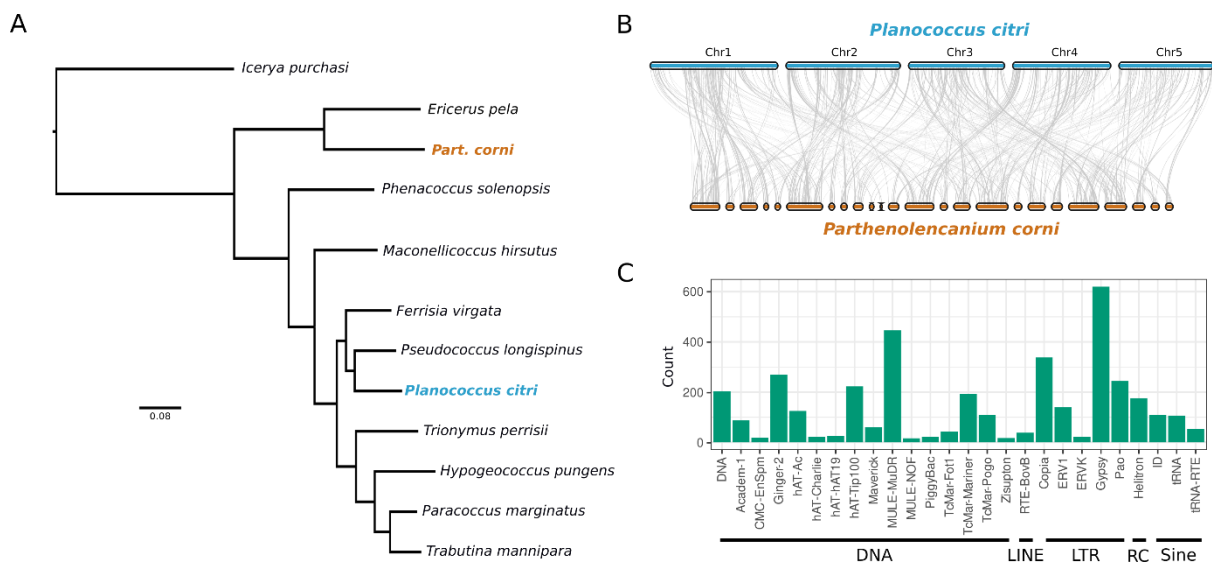 A
Icerya purchasi
Ericerus pela
Part. corni
Phenacoccus solenopsis
Maconellicoccus hirsutus
Ferrisia virgata
Pseudococcus longispinus
Planococcus citri
Trionymus perrisii
Hypogeococcus pungens
Paracoccus marginatus
Trabutina mannipara
0.08
B
Planococcus citri
Chr1 Chr2 Chr3 Chr4 Chr5
Parthenolencanium corni
C
Count
600
400
200
0
DNA
Academ-1
CMC-EnSpm
Ginger-2
hAT-Ac
hAT-Charlie
hAT-hAT19
hAT-Tip100
Maverick
MULE-MuDR
MULE-NOF
PiggyBac
TcMar-Fot1
TcMar-Mariner
TcMar-Pogo
Zisupton
RTE-BovB
Copia
ERV1
ERVK
Gypsy
Pao
Helitron
ID
tRNA
tRNA-RTE
DNA LINE LTR RC Sine